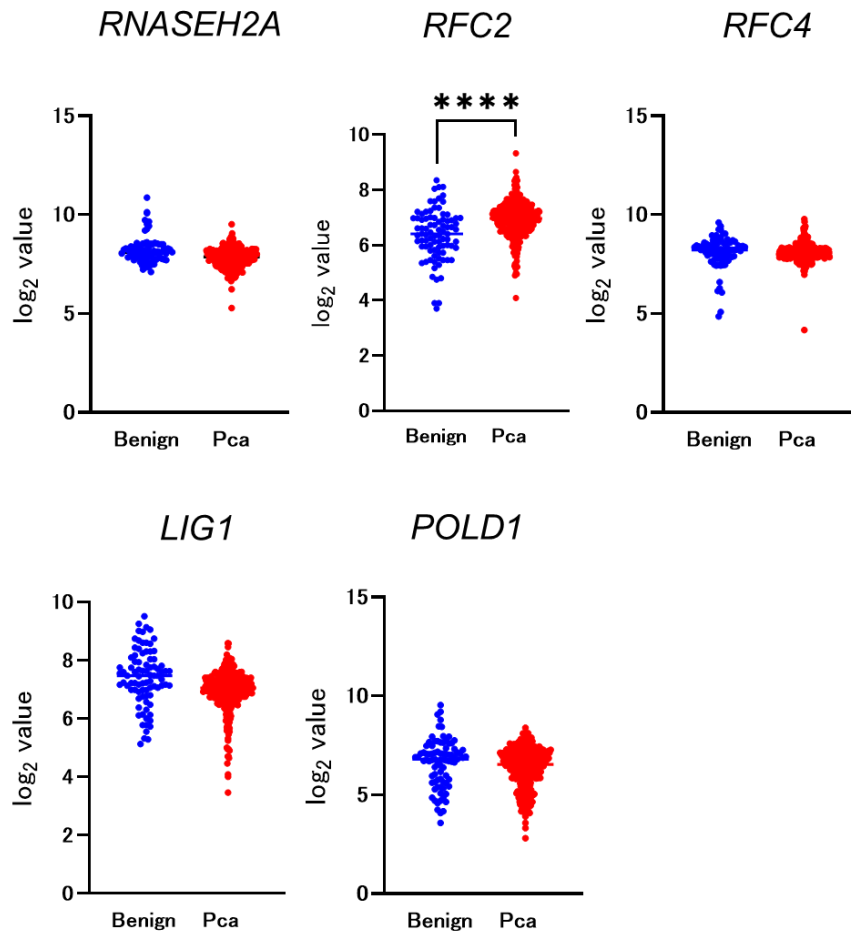 RNASEH2A
RFC2
RFC4
15
10
5
0
log2 value
Benign
Pca
****
10
8
6
4
2
0
log2 value
Benign
Pca
15
10
5
0
log2 value
Benign
Pca
LIG1
POLD1
10
8
6
4
2
0
log2 value
Benign
Pca
15
10
5
0
log2 value
Benign
Pca